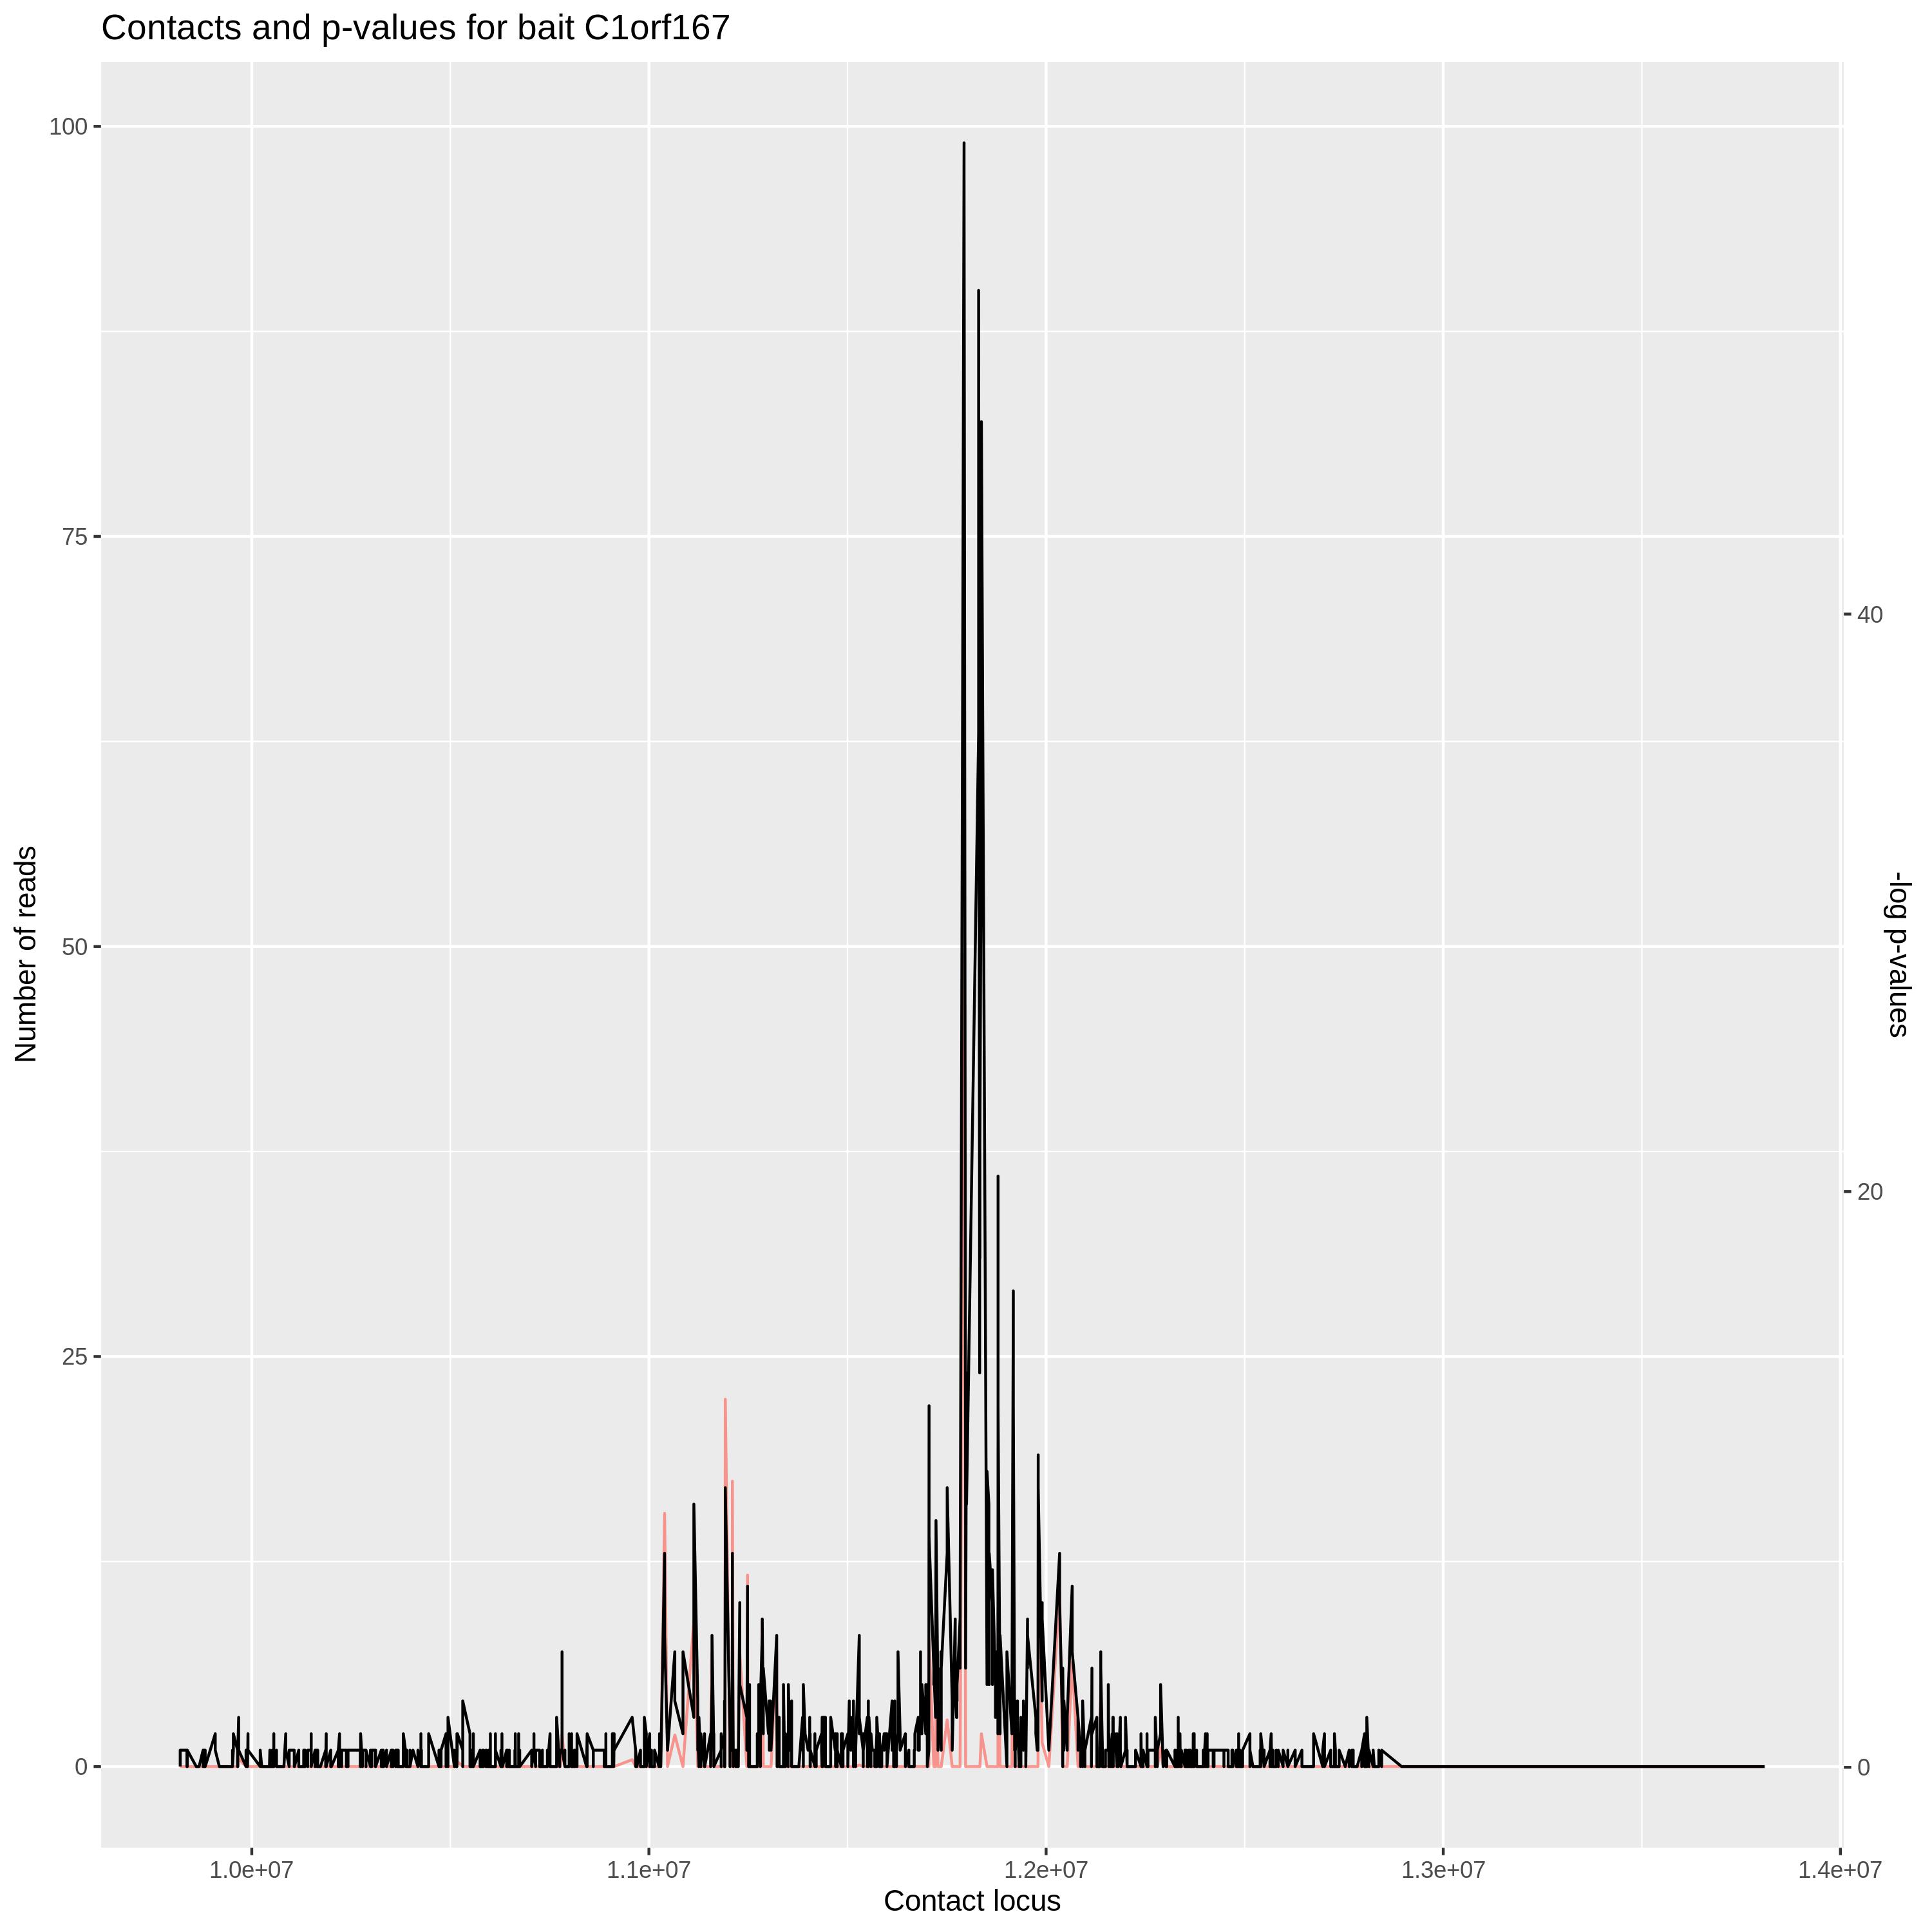 Contacts and p-values for bait C1orf167
100
75
50
25
0
Number of reads
40
20
0
-log p-values
1.0e+07
1.1e+07
1.2e+07
1.3e+07
1.4e+07
Contact locus